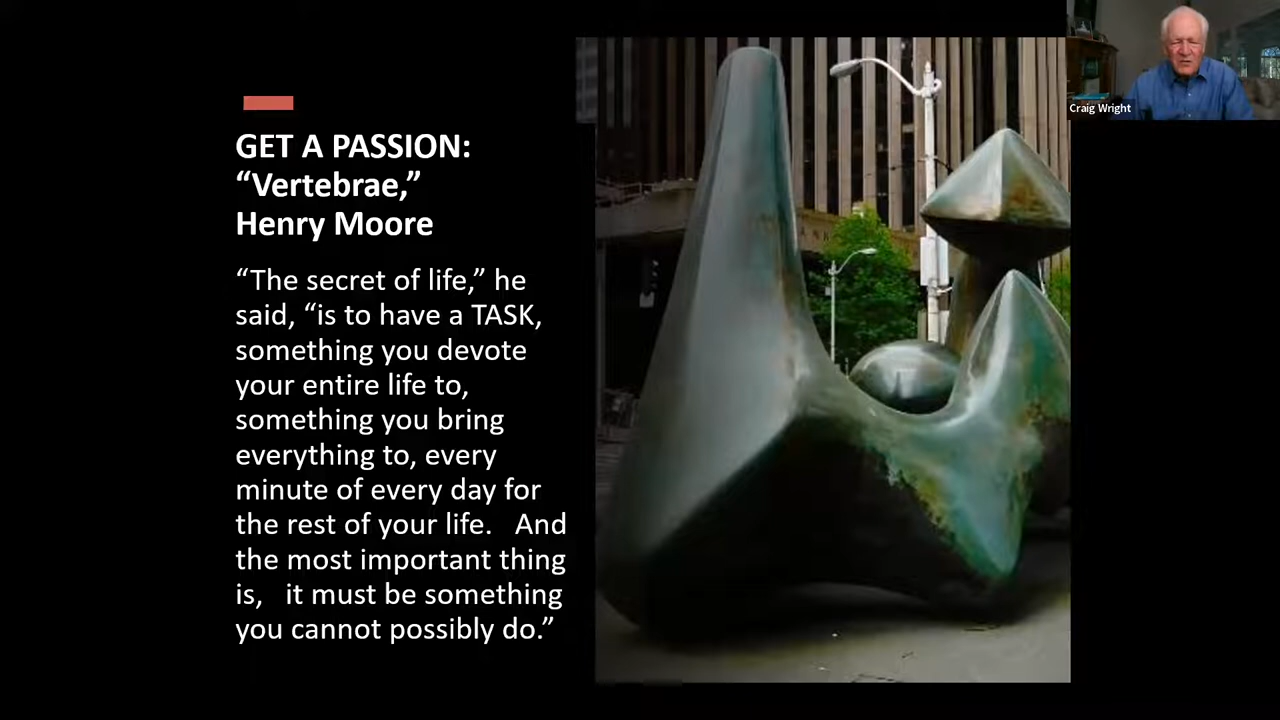 GET A PASSION:
“Vertebrae,”
Henry Moore
“The secret of life,” he
said, “is to have a TASK,
something you devote
your entire life to,
something you bring
everything to, every
minute of every day for
the rest of your life.   And
the most important thing
is,   it must be something
you cannot possibly do.”
Craig Wright